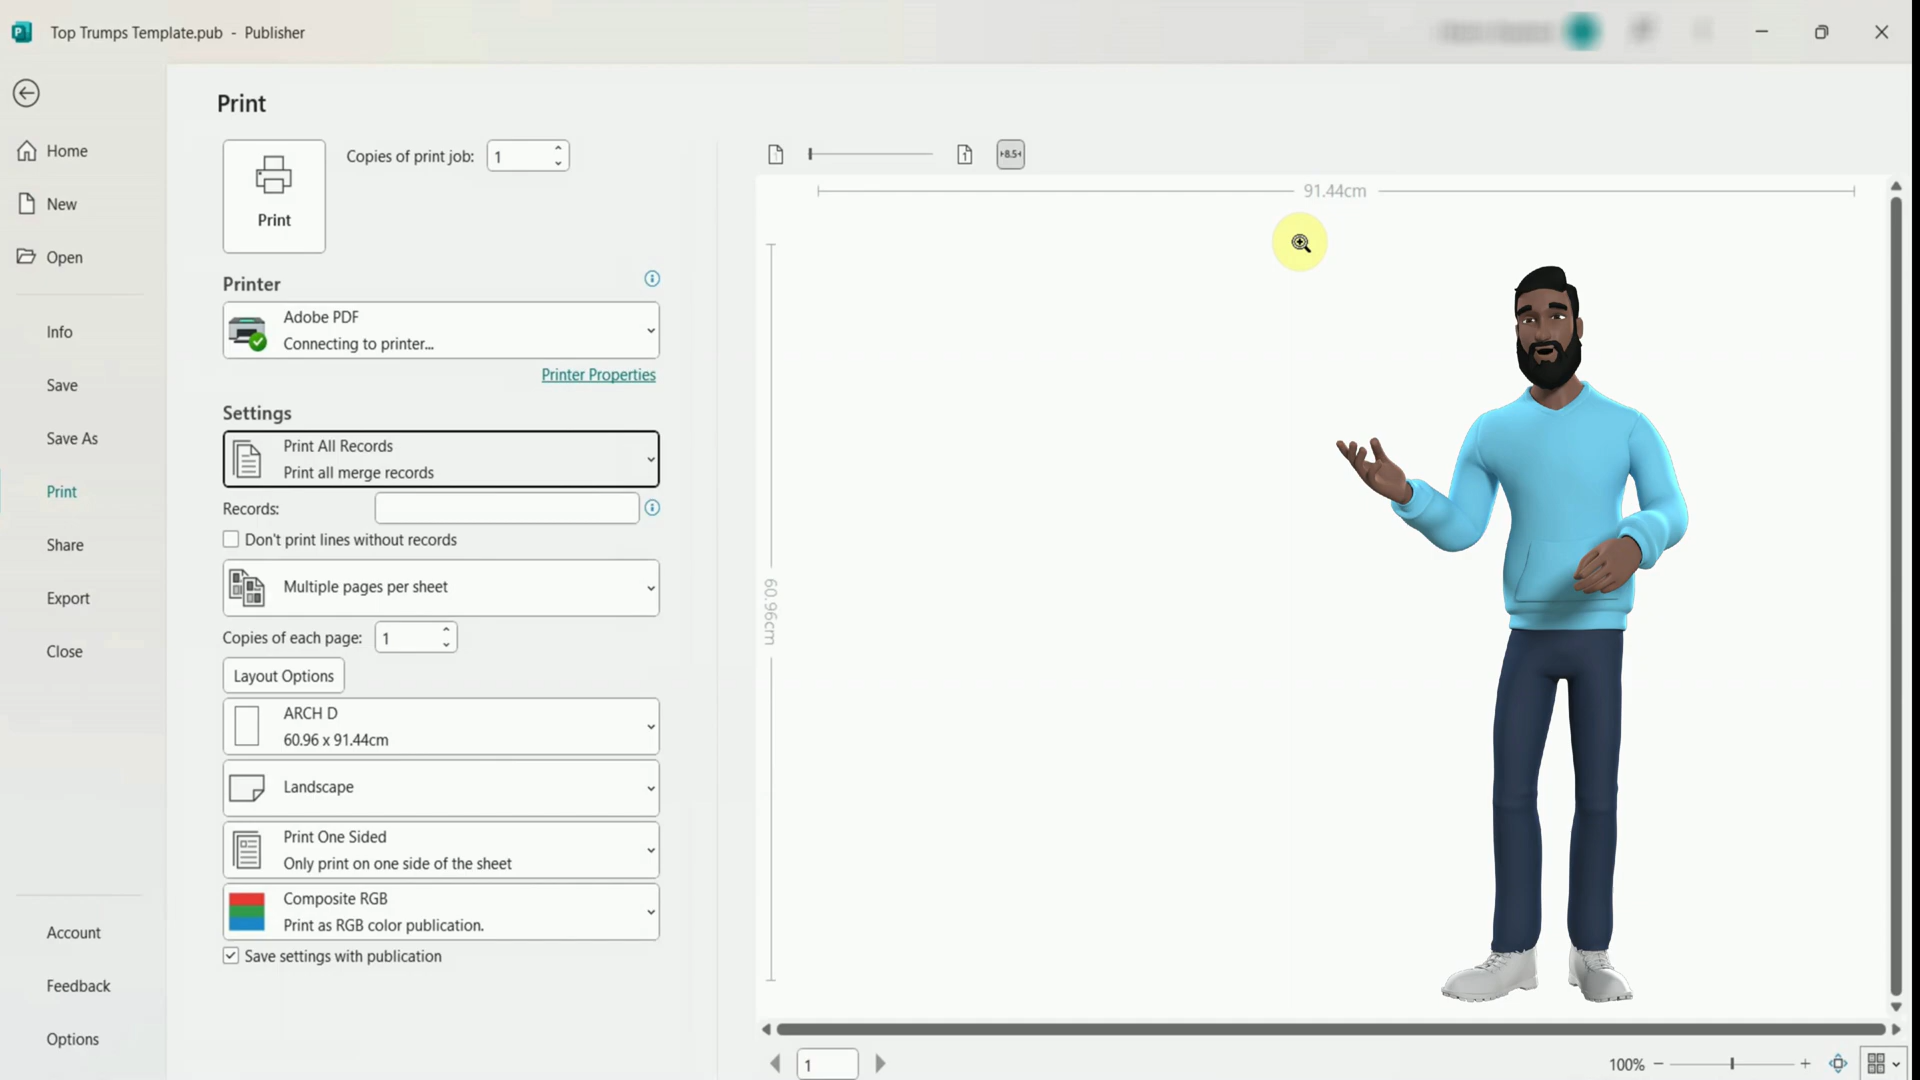 Top Trumps Template.pub - Publisher
Print
Home
New
Open
Info
Save
Save As
Print
Share
Export
Close
Account
Feedback
Options
Print
Copies of print job: 1
Printer
Adobe PDF
Connecting to printer...
Printer Properties
Settings
Print All Records
Print all merge records
Records:
Don't print lines without records
Multiple pages per sheet
Copies of each page: 1
Layout Options
ARCH D
60.96 x 91.44cm
Landscape
Print One Sided
Only print on one side of the sheet
Composite RGB
Print as RGB color publication.
Save settings with publication
1
8.5
91.44cm
60.96cm
1
100%